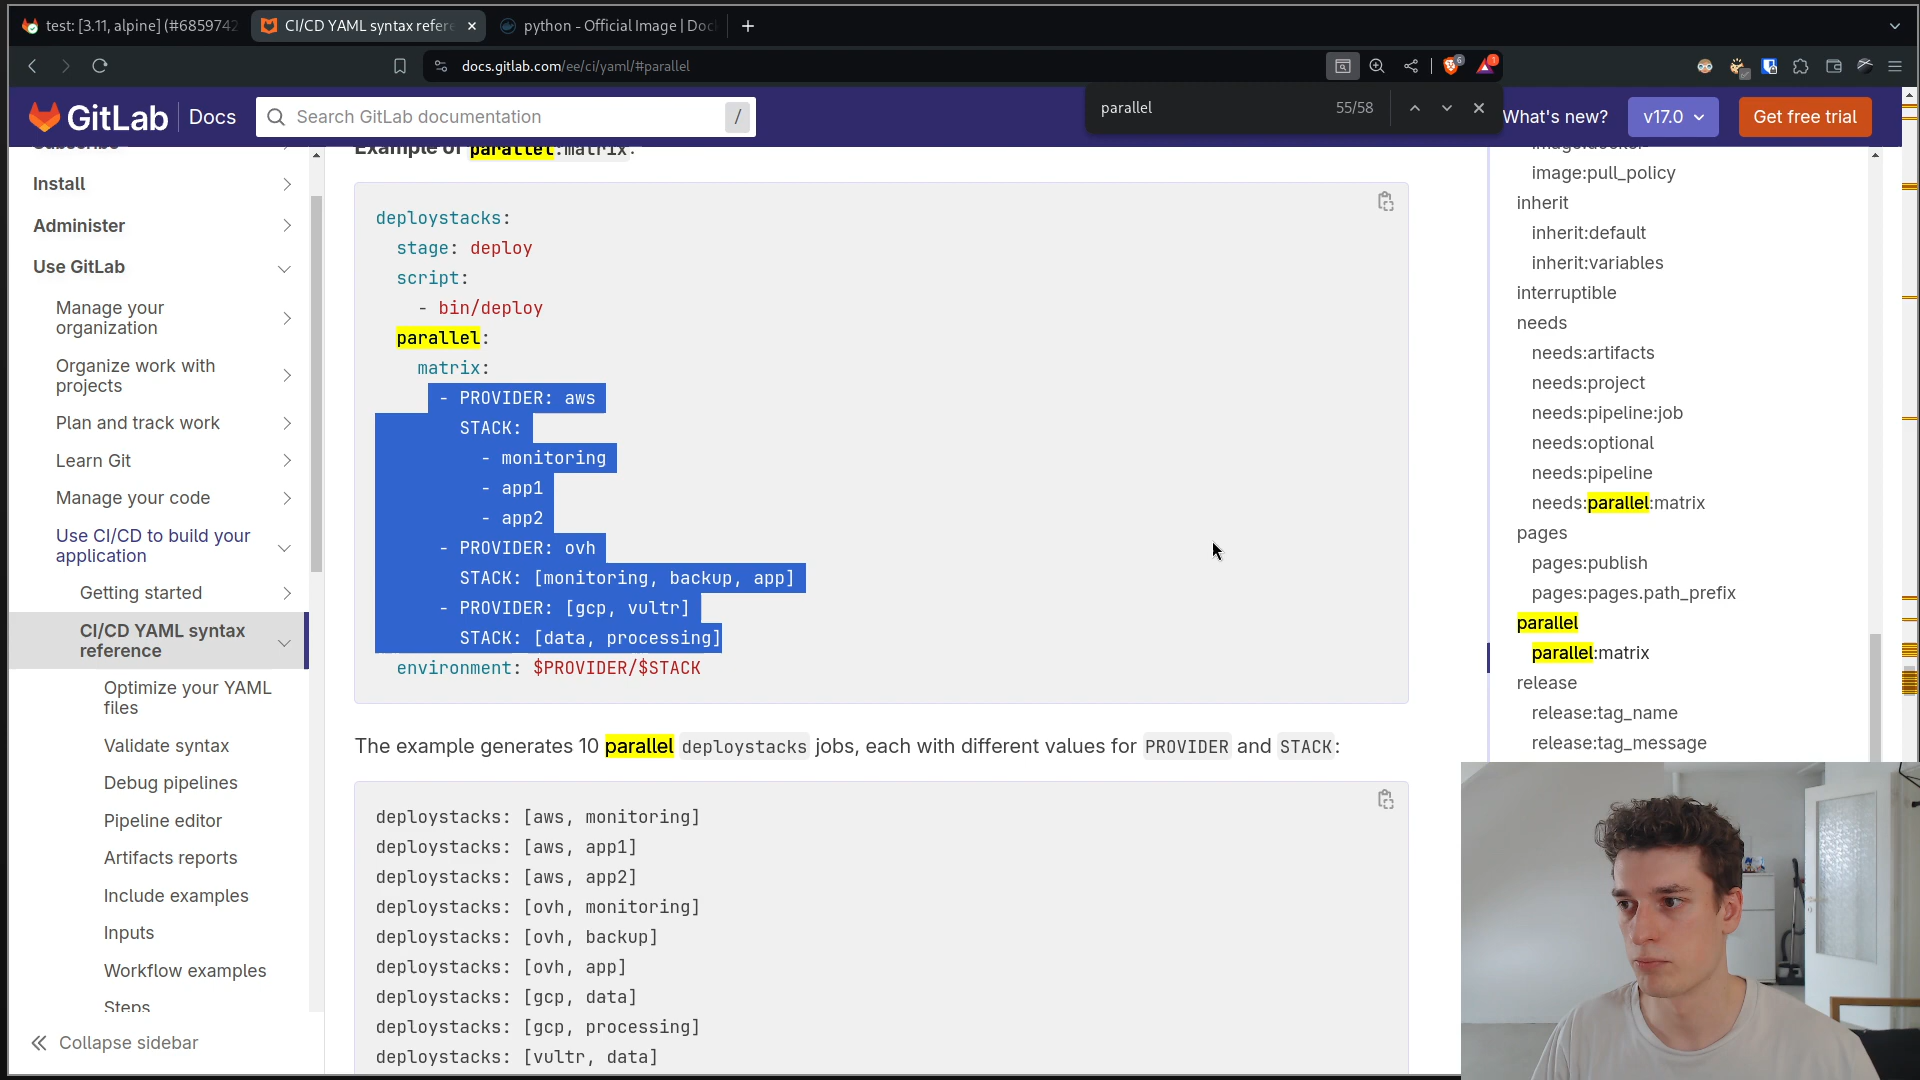 test: [3.11, alpine] (#6859742
CI/CD YAML syntax refere
python - Official Image | Doc
docs.gitlab.com/ee/ci/yaml/#parallel
6
1
GitLab Docs
Search GitLab documentation
/
parallel
55/58
What's new?
v17.0
Get free trial
Subscribe
Install
Administer
Use GitLab
Manage your
organization
Organize work with
projects
Plan and track work
Learn Git
Manage your code
Use CI/CD to build your
application
Getting started
CI/CD YAML syntax
reference
Optimize your YAML
files
Validate syntax
Debug pipelines
Pipeline editor
Artifacts reports
Include examples
Inputs
Workflow examples
Steps
Collapse sidebar
Example of parallel:matrix:
deploystacks:
  stage: deploy
  script:
    - bin/deploy
  parallel:
    matrix:
      - PROVIDER: aws
        STACK:
          - monitoring
          - app1
          - app2
      - PROVIDER: ovh
        STACK: [monitoring, backup, app]
      - PROVIDER: [gcp, vultr]
        STACK: [data, processing]
  environment: $PROVIDER/$STACK
The example generates 10 parallel deploystacks jobs, each with different values for PROVIDER and STACK:
deploystacks: [aws, monitoring]
deploystacks: [aws, app1]
deploystacks: [aws, app2]
deploystacks: [ovh, monitoring]
deploystacks: [ovh, backup]
deploystacks: [ovh, app]
deploystacks: [gcp, data]
deploystacks: [gcp, processing]
deploystacks: [vultr, data]
image:docker
image:pull_policy
inherit
inherit:default
inherit:variables
interruptible
needs
needs:artifacts
needs:project
needs:pipeline:job
needs:optional
needs:pipeline
needs:parallel:matrix
pages
pages:publish
pages:pages.path_prefix
parallel
parallel:matrix
release
release:tag_name
release:tag_message